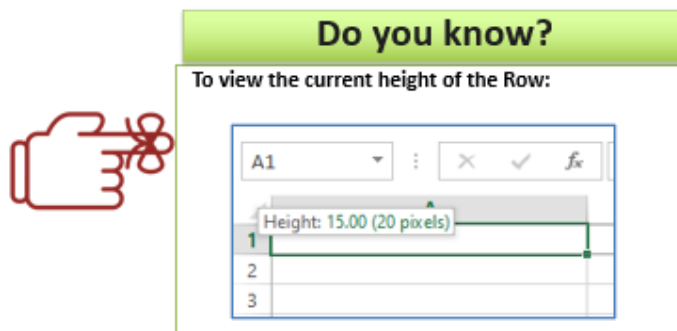 Do you know?
To view the current height of the Row:
A1
fx
Height: 15.00 (20 pixels)
1
2
3